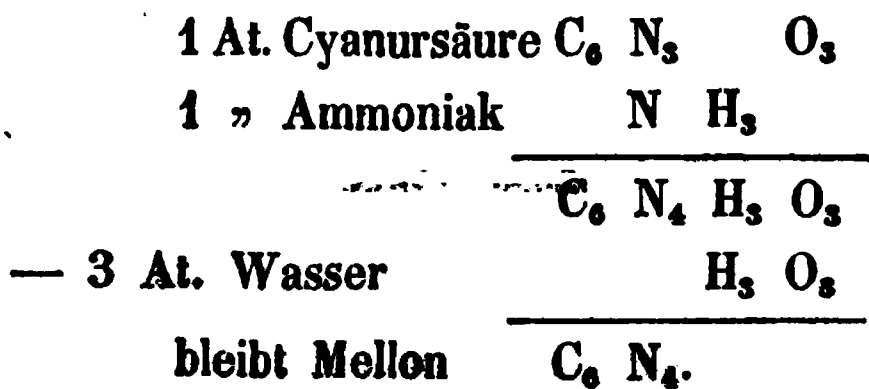 1 At. Cyanursäure C₆ N₃ O₃
1 „ Ammoniak N H₃
C₆ N₄ H₃ O₃
— 3 At. Wasser H₃ O₃
bleibt Mellon C₆ N₄.